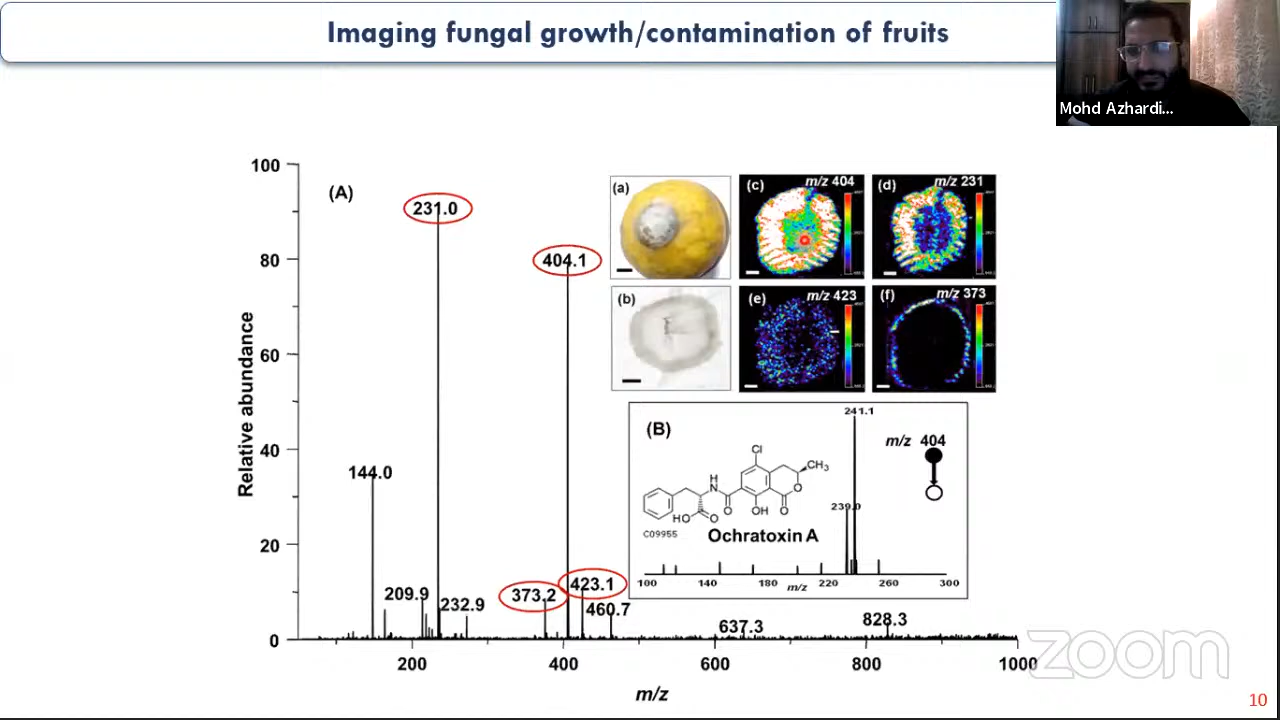 Imaging fungal growth/contamination of fruits
Mohd Azhardi...
(A)
Relative abundance
100
80
60
40
20
0
200
400
600
800
1000
m/z
144.0
209.9
231.0
232.9
373.2
404.1
423.1
460.7
637.3
828.3
(a)
(c) m/z 404
(d) m/z 231
(b)
(e) m/z 423
(f) m/z 373
(B)
241.1
239.0
m/z 404
Cl
CH3
O
NH
O
OH
O
HO
O
C09955
Ochratoxin A
100
140
180
220
260
300
m/z
zoom
10